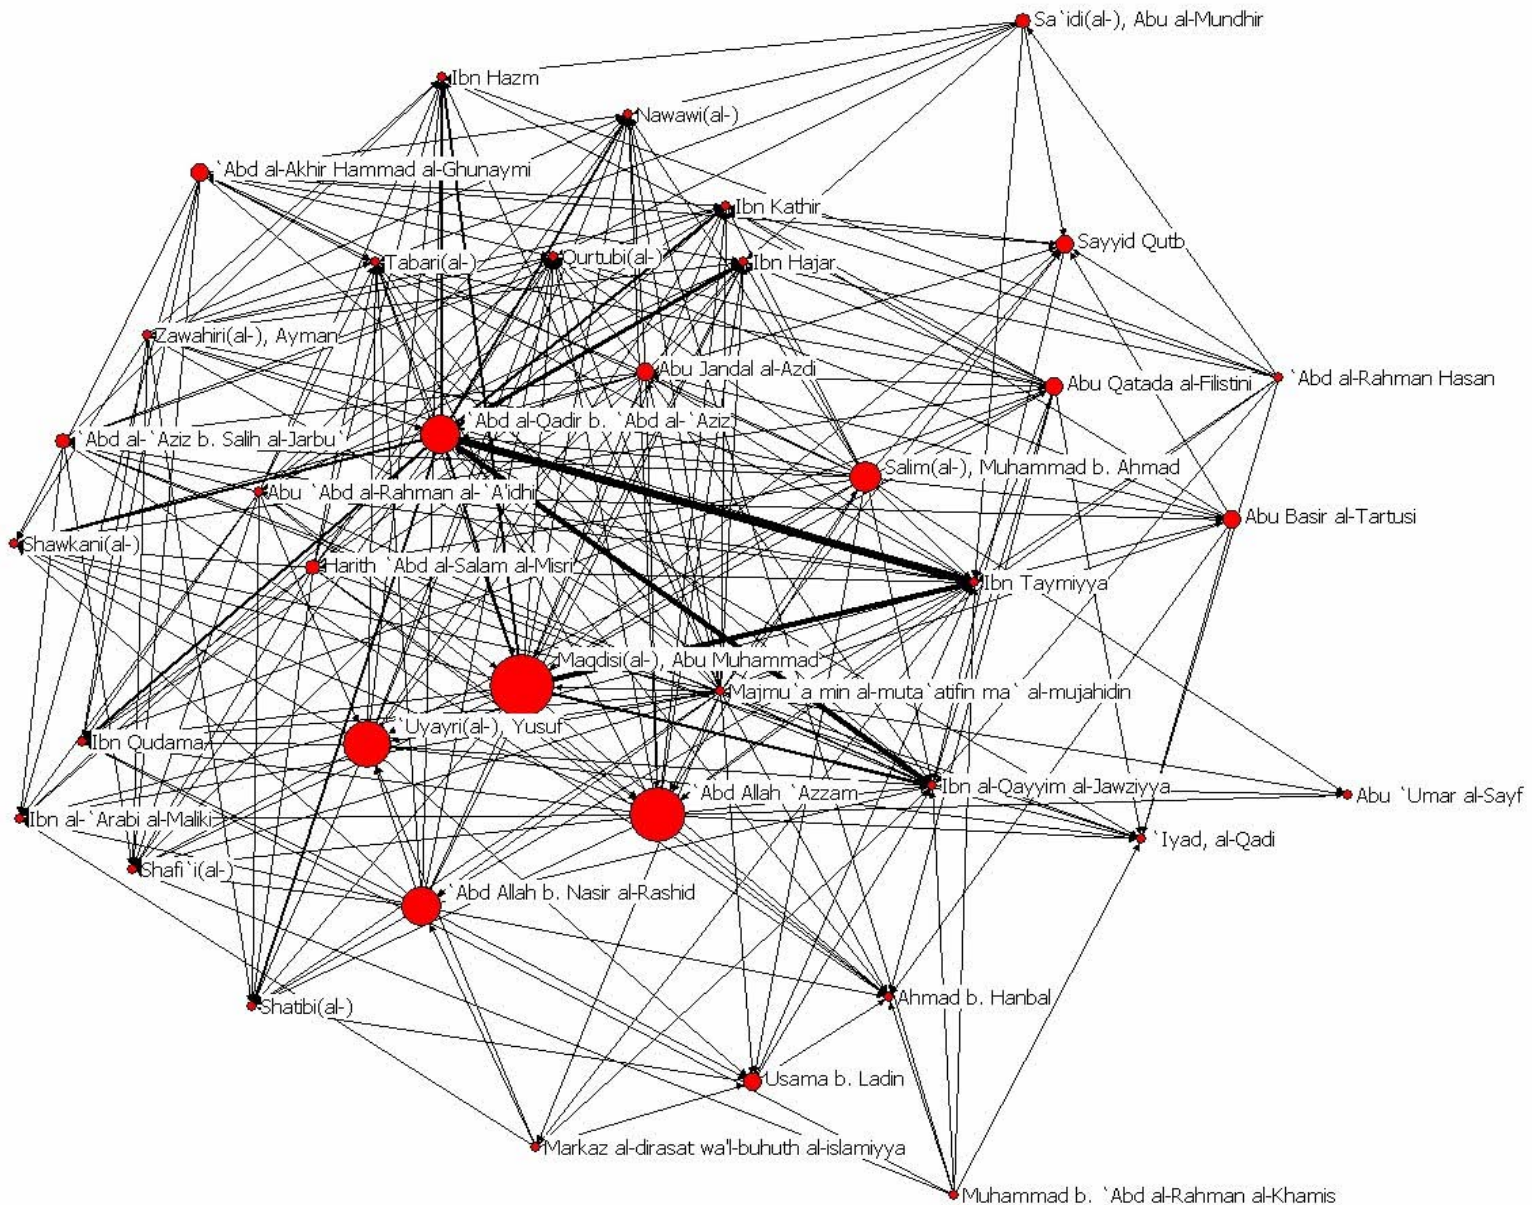 Sa`idi(al-), Abu al-Mundhir
Ibn Hazm
Nawawi(al-)
`Abd al-Akhir Hammad al-Ghunaymi
Ibn Kathir
Sayyid Qutb
Tabari(al-)
Qurtubi(al-)
Ibn Hajar
Zawahiri(al-), Ayman
Abu Jandal al-Azdi
Abu Qatada al-Filistini
`Abd al-Rahman Hasan
`Abd al-Qadir b. `Abd al-`Aziz
`Abd al-`Aziz b. Salih al-Jarbu`
Salim(al-), Muhammad b. Ahmad
Abu `Abd al-Rahman al-`A'idhi
Abu Basir al-Tartusi
Shawkani(al-)
Harith `Abd al-Salam al-Misri
Ibn Taymiyya
Maqdisi(al-), Abu Muhammad
Majmu`a min al-muta`atifin ma` al-mujahidin
`Uyayri(al-), Yusuf
Ibn Qudama
Ibn al-Qayyim al-Jawziyya
`Abd Allah `Azzam
Abu `Umar al-Sayf
Ibn al-`Arabi al-Maliki
`Iyad, al-Qadi
Shafi`i(al-)
`Abd Allah b. Nasir al-Rashid
Ahmad b. Hanbal
Shatibi(al-)
Usama b. Ladin
Markaz al-dirasat wa'l-buhuth al-islamiyya
Muhammad b. `Abd al-Rahman al-Khamis